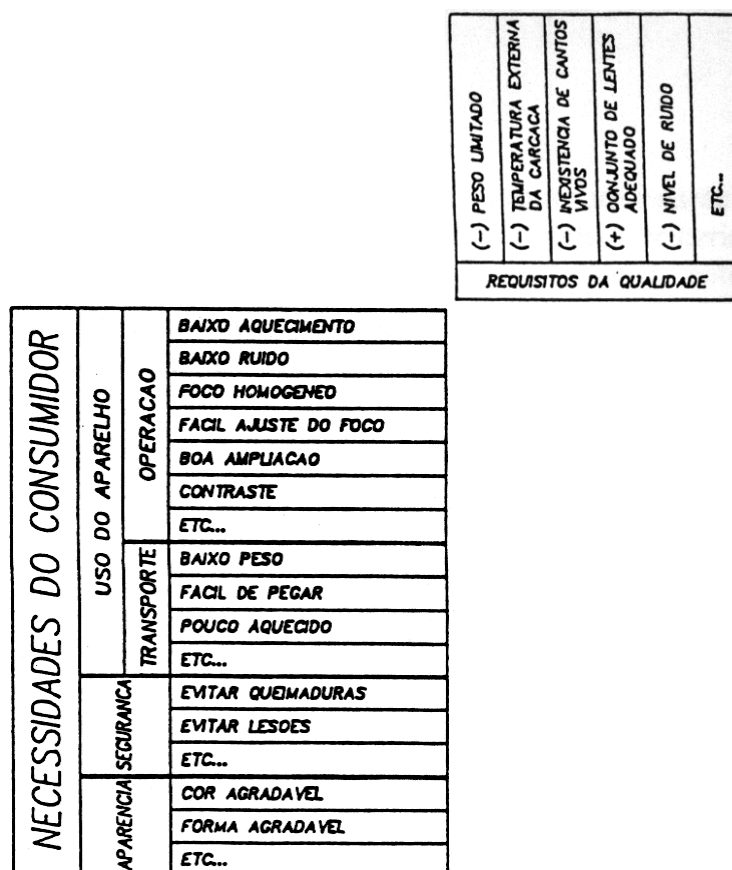 (-) PESO LIMITADO
(-) TEMPERATURA EXTERNA
DA CARCACA
(-) INEXISTENCIA DE CANTOS
VIVOS
(+) CONJUNTO DE LENTES
ADEQUADO
(-) NIVEL DE RUIDO
ETC...
REQUISITOS DA QUALIDADE
NECESSIDADES DO CONSUMIDOR
USO DO APARELHO
OPERACAO
BAIXO AQUECIMENTO
BAIXO RUIDO
FOCO HOMOGENEO
FACIL AJUSTE DO FOCO
BOA AMPLIACAO
CONTRASTE
ETC...
TRANSPORTE
BAIXO PESO
FACIL DE PEGAR
POUCO AQUECIDO
ETC...
SEGURANCA
EVITAR QUEIMADURAS
EVITAR LESOES
ETC...
APARENCIA
COR AGRADAVEL
FORMA AGRADAVEL
ETC...